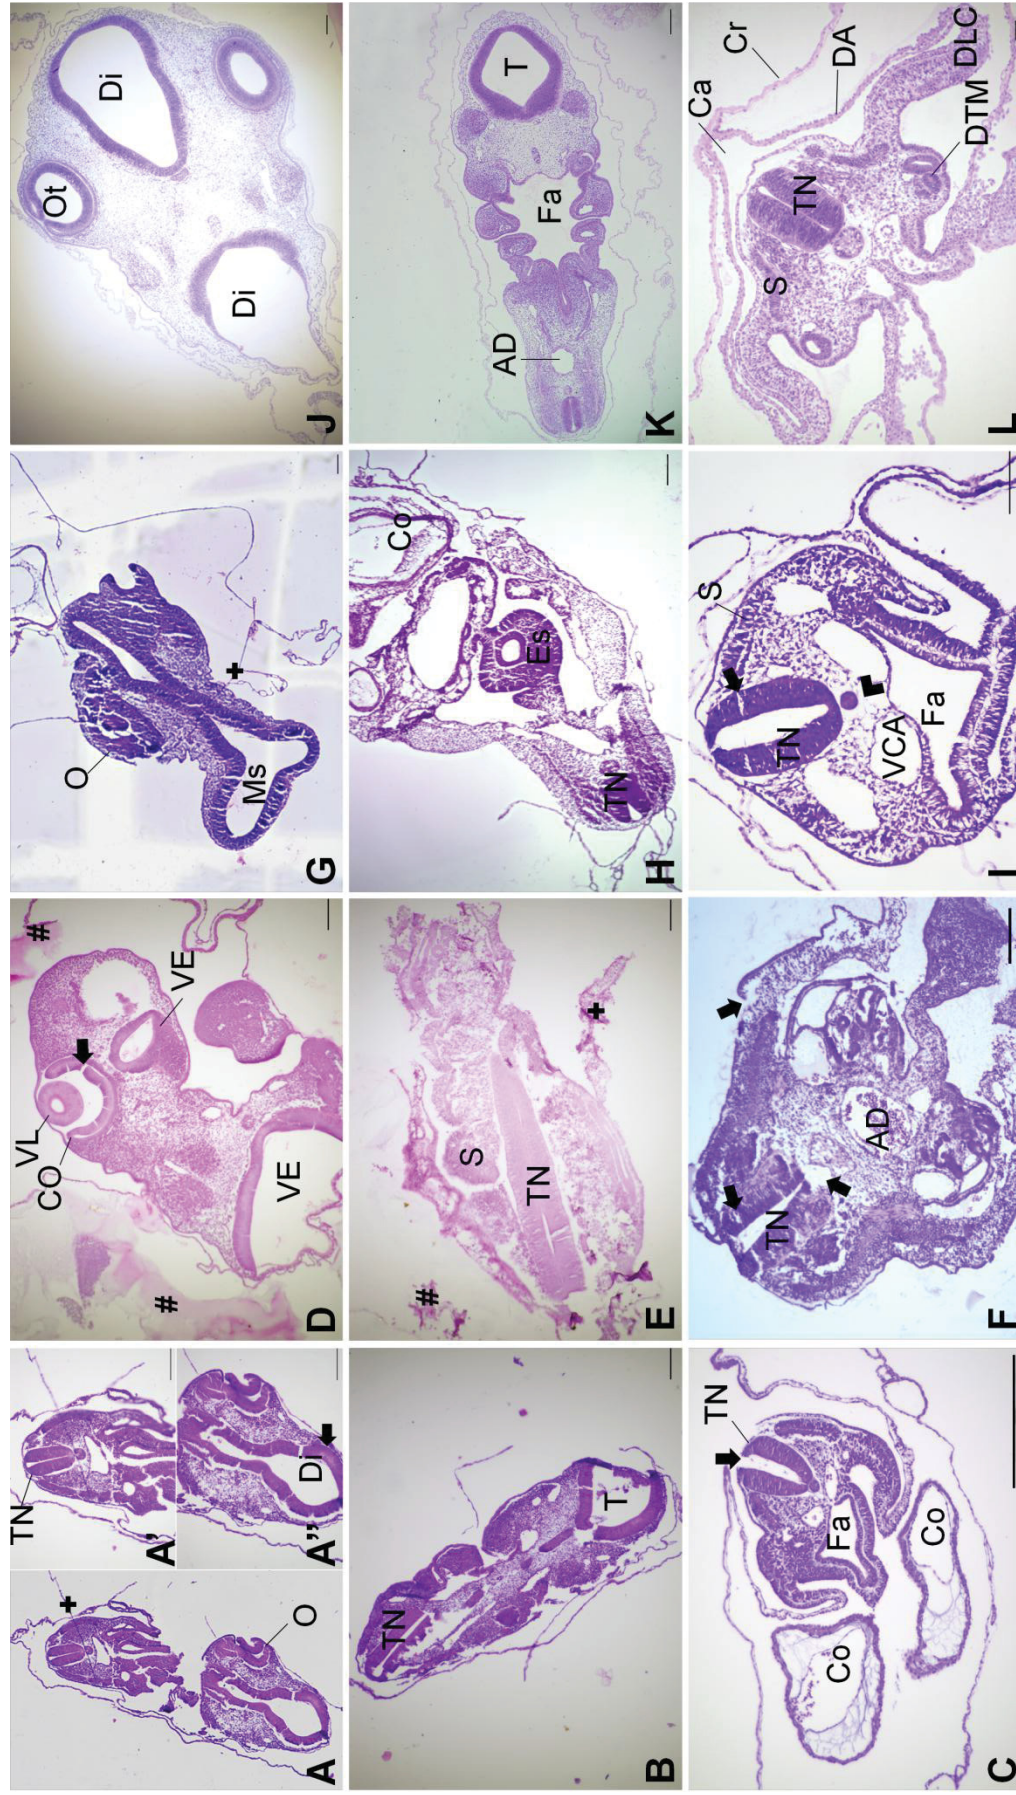 A
+
O
A'
TN
A"
Di
B
TN
T
C
Co
Fa
Co
TN
D
#
#
VL
CO
VE
VE
E
#
S
TN
+
F
TN
AD
G
O
Ms
+
H
TN
Es
Co
I
TN
S
VCA
Fa
J
Ot
Di
Di
K
AD
Fa
T
L
S
TN
Ca
Cr
DA
DLC
DTM